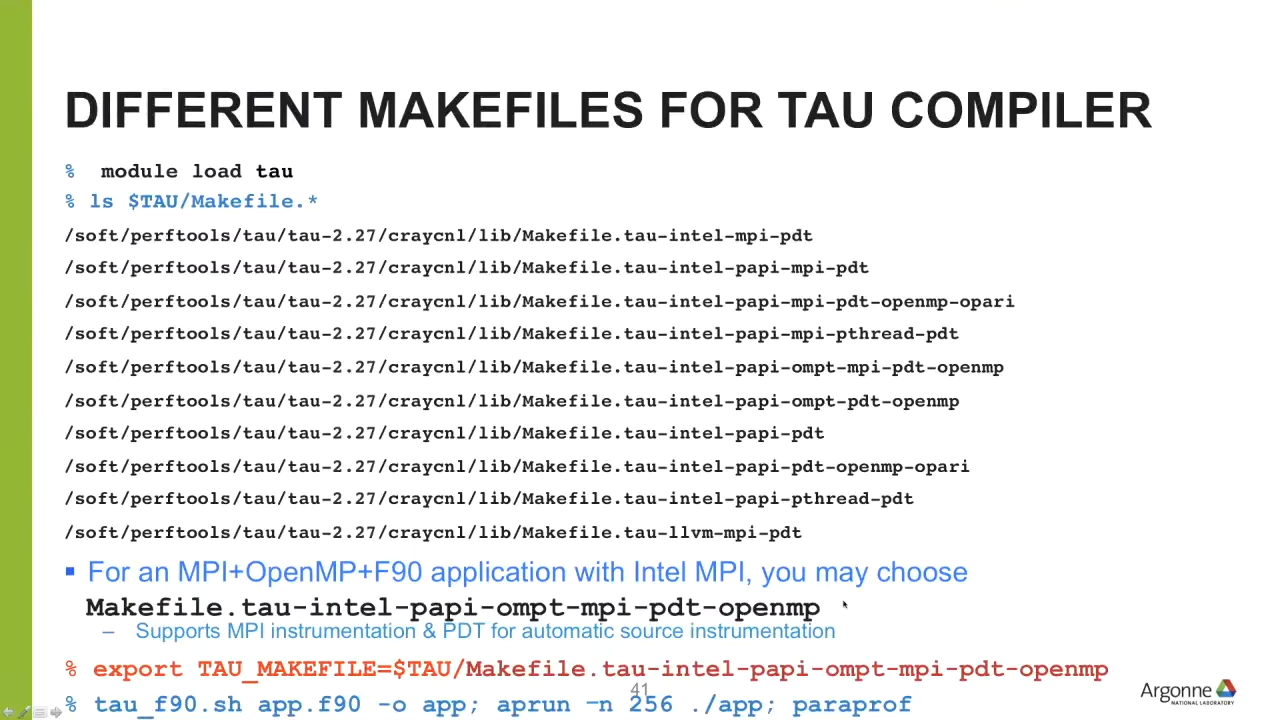 DIFFERENT MAKEFILES FOR TAU COMPILER
% module load tau
% ls $TAU/Makefile.*
/soft/perftools/tau/tau-2.27/craycnl/lib/Makefile.tau-intel-mpi-pdt
/soft/perftools/tau/tau-2.27/craycnl/lib/Makefile.tau-intel-papi-mpi-pdt
/soft/perftools/tau/tau-2.27/craycnl/lib/Makefile.tau-intel-papi-mpi-pdt-openmp-opari
/soft/perftools/tau/tau-2.27/craycnl/lib/Makefile.tau-intel-papi-mpi-pthread-pdt
/soft/perftools/tau/tau-2.27/craycnl/lib/Makefile.tau-intel-papi-ompt-mpi-pdt-openmp
/soft/perftools/tau/tau-2.27/craycnl/lib/Makefile.tau-intel-papi-ompt-pdt-openmp
/soft/perftools/tau/tau-2.27/craycnl/lib/Makefile.tau-intel-papi-pdt
/soft/perftools/tau/tau-2.27/craycnl/lib/Makefile.tau-intel-papi-pdt-openmp-opari
/soft/perftools/tau/tau-2.27/craycnl/lib/Makefile.tau-intel-papi-pthread-pdt
/soft/perftools/tau/tau-2.27/craycnl/lib/Makefile.tau-llvm-mpi-pdt
▪ For an MPI+OpenMP+F90 application with Intel MPI, you may choose
Makefile.tau-intel-papi-ompt-mpi-pdt-openmp
– Supports MPI instrumentation & PDT for automatic source instrumentation
% export TAU_MAKEFILE=$TAU/Makefile.tau-intel-papi-ompt-mpi-pdt-openmp
41
% tau_f90.sh app.f90 -o app; aprun –n 256 ./app; paraprof
Argonne
NATIONAL LABORATORY